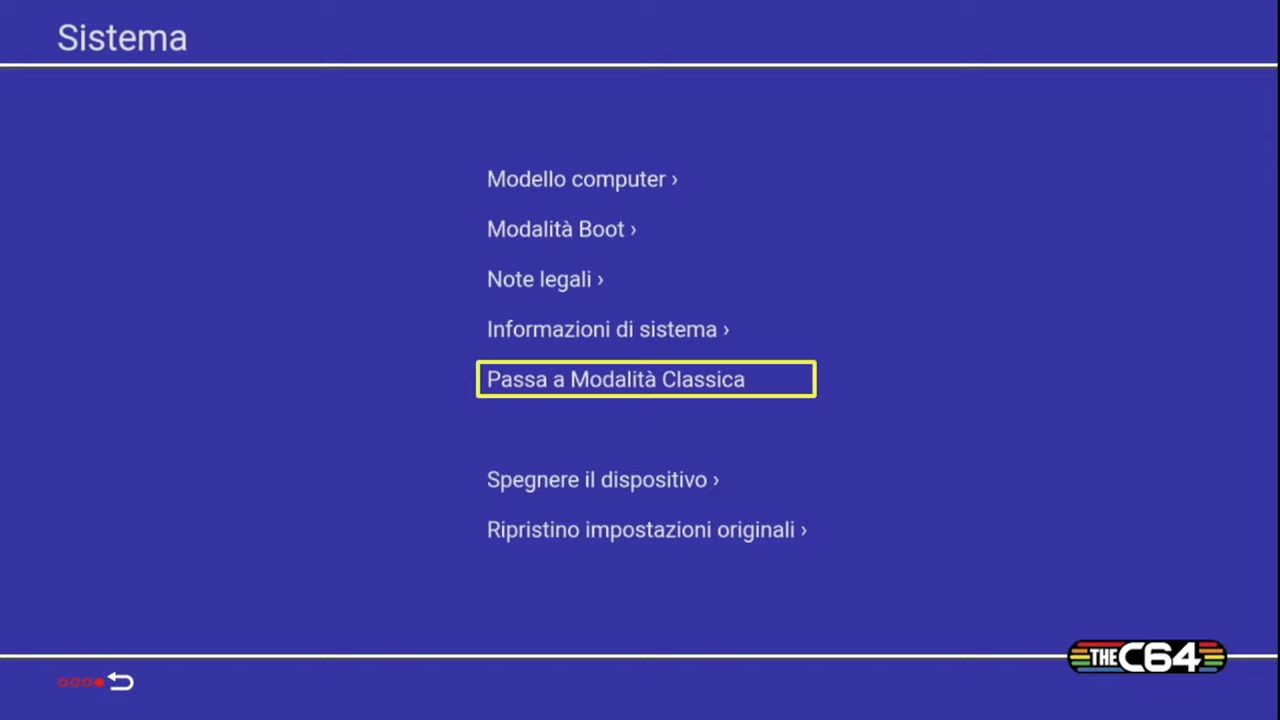 Sistema
Modello computer ›
Modalità Boot ›
Note legali ›
Informazioni di sistema ›
Passa a Modalità Classica
Spegnere il dispositivo ›
Ripristino impostazioni originali ›
THEC64